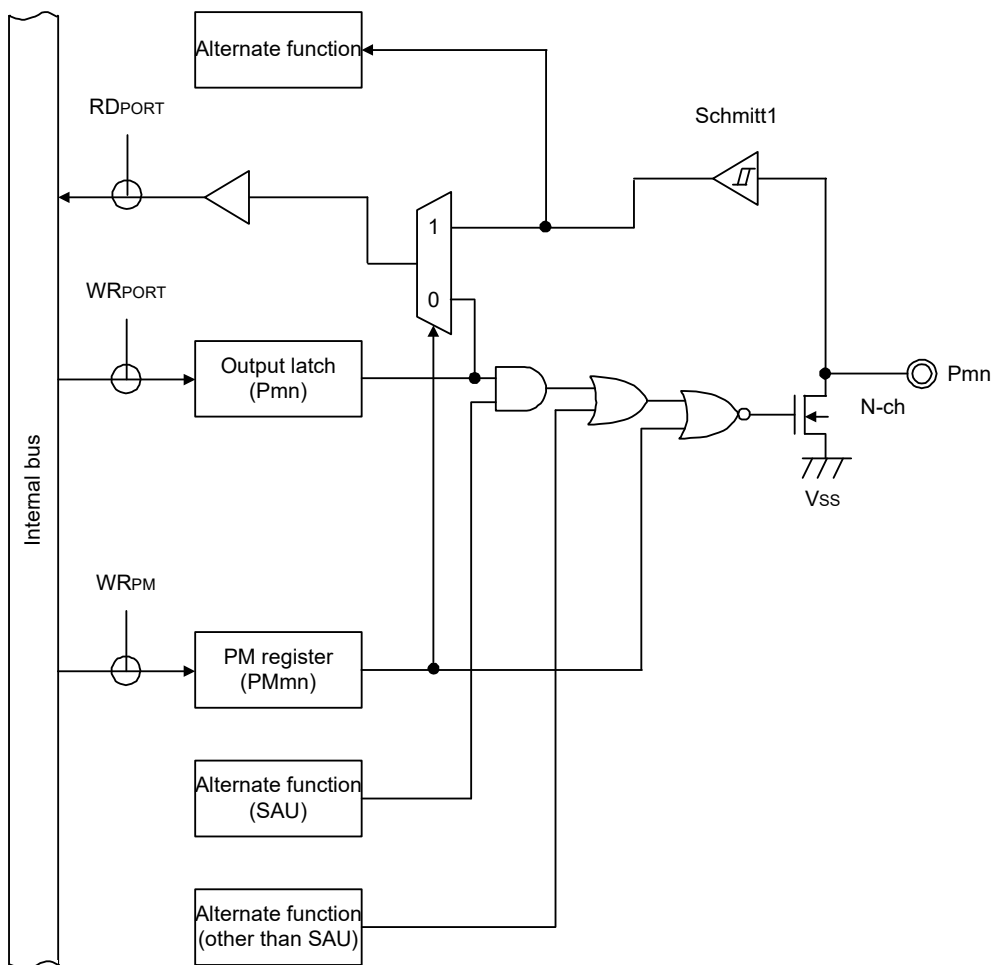 Alternate function
RDPORT
Schmitt1
1
WRPORT
0
Output latch
(Pmn)
Pmn
N-ch
VSS
Internal bus
WRPM
PM register
(PMmn)
Alternate function
(SAU)
Alternate function
(other than SAU)